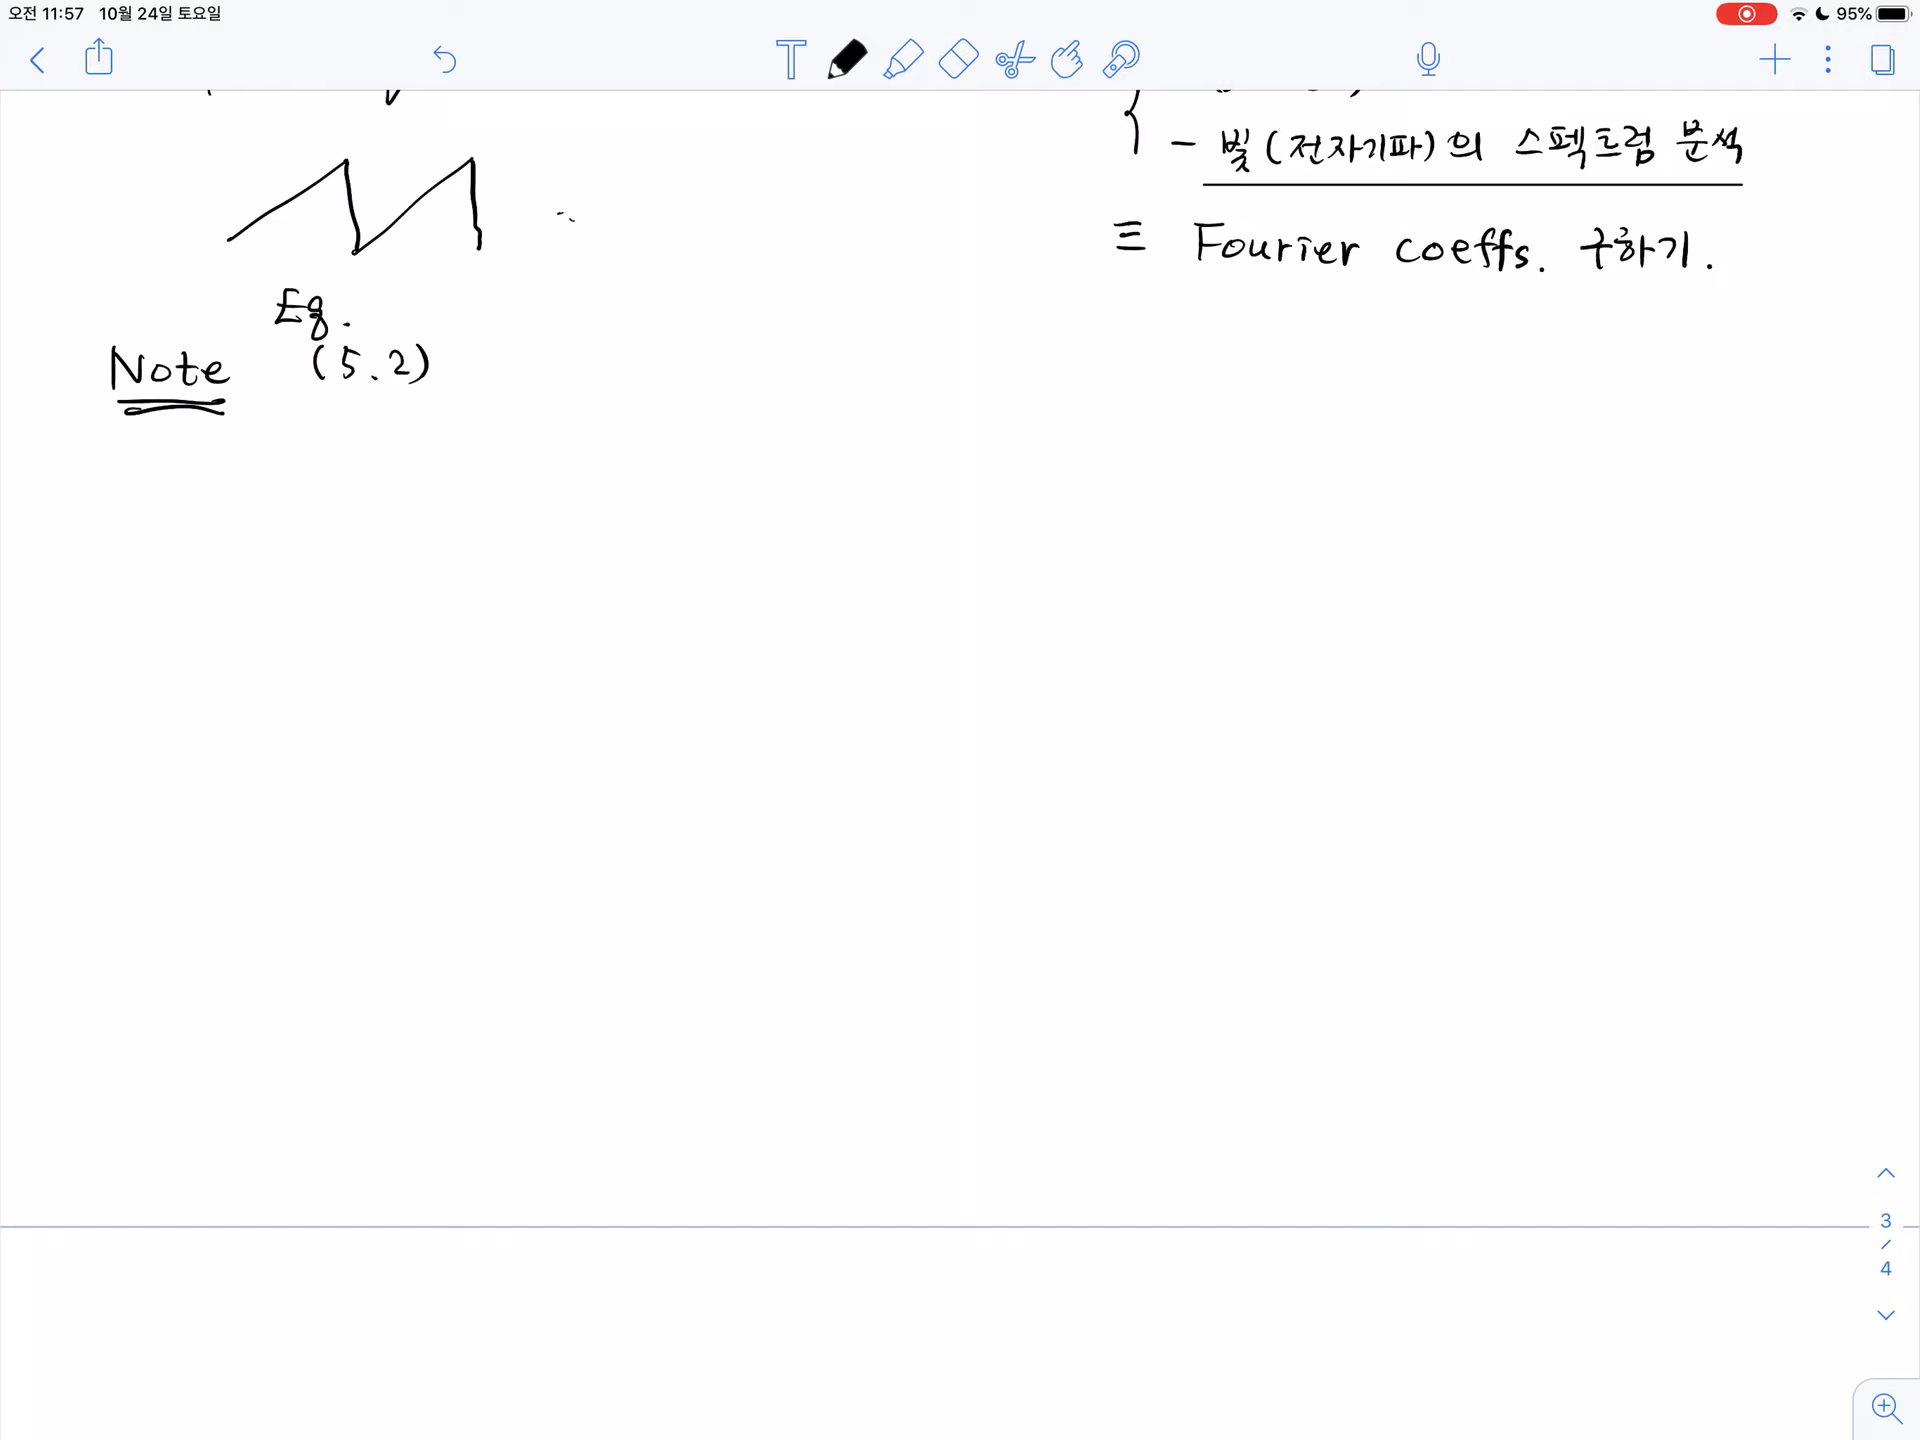 오전 11:57 10월 24일 토요일
95%
T
- 빛(전자기파)의 스펙트럼 분석
≡ Fourier coeffs. 구하기.
Eq.
Note (5.2)
3
/
4